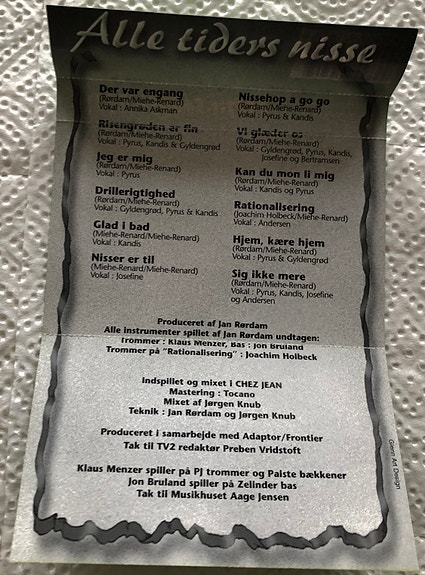 Alle tiders nisse
Der var engang
(Rørdam/Miehe-Renard)
Vokal : Annika Askman
Risengrøden er fin
(Rørdam/Miehe-Renard)
Vokal : Pyrus, Kandis & Gyldengrød
Jeg er mig
(Rørdam/Miehe-Renard)
Vokal : Pyrus
Drillerigtighed
(Rørdam/Miehe-Renard)
Vokal : Gyldengrød, Pyrus & Kandis
Glad i bad
(Miehe-Renard/Miehe-Renard)
Vokal : Kandis
Nisser er til
(Miehe-Renard/Miehe-Renard)
Vokal : Josefine
Nissehop a go go
(Rørdam/Miehe-Renard)
Vokal : Pyrus & Kandis
Vi glæder os
(Rørdam/Miehe-Renard)
Vokal : Gyldengrød, Pyrus, Kandis,
Josefine og Bertramsen
Kan du mon li mig
(Rørdam/Miehe-Renard)
Vokal : Kandis og Pyrus
Rationalisering
(Joachim Holbeck/Miehe-Renard)
Vokal : Andersen
Hjem, kære hjem
(Rørdam/Miehe-Renard)
Vokal : Pyrus & Gyldengrød
Sig ikke mere
(Rørdam/Miehe-Renard)
Vokal : Pyrus, Kandis, Josefine
og Andersen
Produceret af Jan Rørdam
Alle instrumenter spillet af Jan Rørdam undtagen:
Trommer : Klaus Menzer, Bas : Jon Bruland
Trommer på "Rationalisering" : Joachim Holbeck
Indspillet og mixet i CHEZ JEAN
Mastering : Tocano
Mixet af Jørgen Knub
Teknik : Jan Rørdam og Jørgen Knub
Produceret i samarbejde med Adaptor/Frontier
Tak til TV2 redaktør Preben Vridstoft
Klaus Menzer spiller på PJ trommer og Palste bækkener
Jon Bruland spiller på Zelinder bas
Tak til Musikhuset Aage Jensen
Art Design